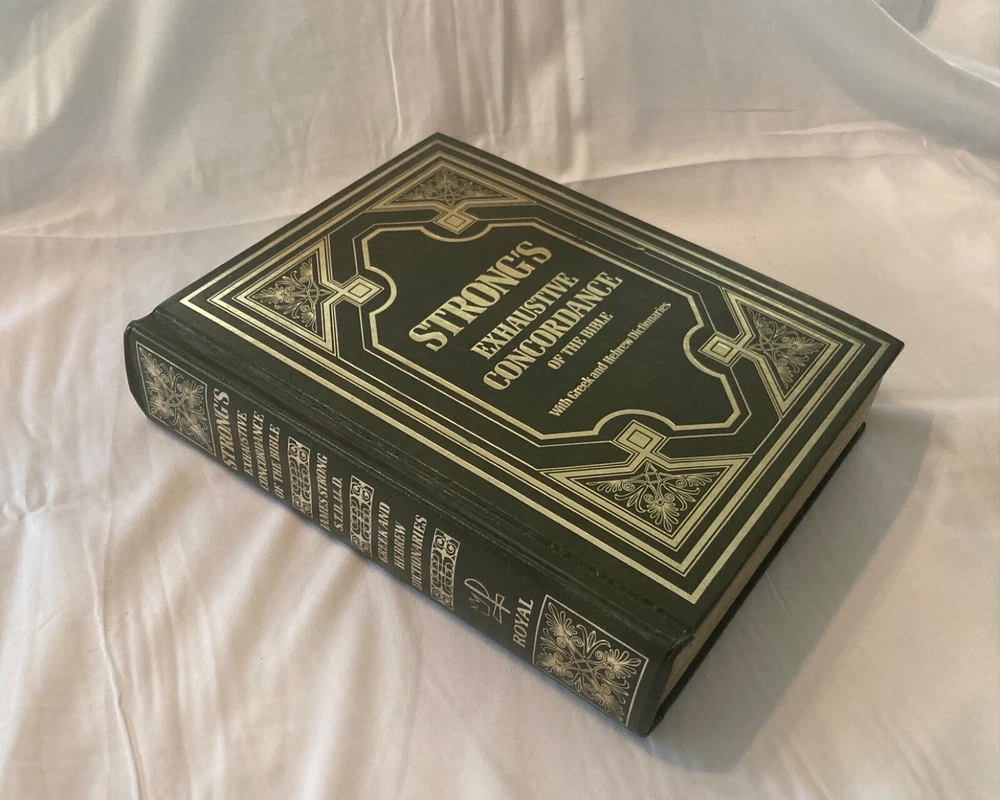 STRONG'S
EXHAUSTIVE
CONCORDANCE
OF THE BIBLE
with Greek and Hebrew Dictionaries
STRONG'S
EXHAUSTIVE
CONCORDANCE
OF THE BIBLE
JAMES STRONG
S.T.D. LL.D.
GREEK AND
HEBREW
DICTIONARIES
ROYAL